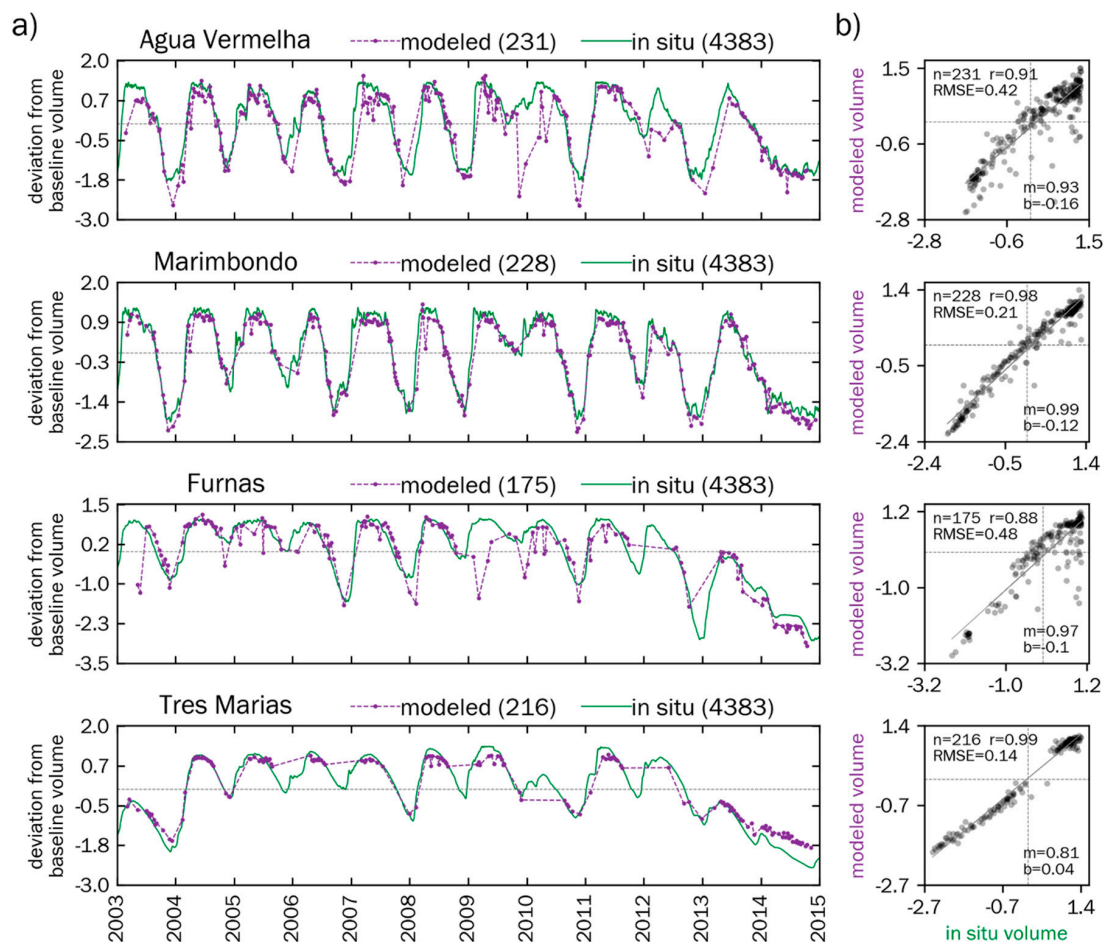 a)
Agua Vermelha
modeled (231)
in situ (4383)
deviation from
baseline volume
2.0
0.7
-0.5
-1.8
-3.0
Marimbondo
modeled (228)
in situ (4383)
deviation from
baseline volume
2.0
0.9
-0.3
-1.4
-2.5
Furnas
modeled (175)
in situ (4383)
deviation from
baseline volume
1.5
0.2
-1.0
-2.3
-3.5
Tres Marias
modeled (216)
in situ (4383)
deviation from
baseline volume
2.0
0.7
-0.5
-1.8
-3.0
2003
2004
2005
2006
2007
2008
2009
2010
2011
2012
2013
2014
2015
b)
modeled volume
1.5
-0.6
-2.8
n=231 r=0.91
RMSE=0.42
m=0.93
b=-0.16
-2.8 -0.6 1.5
modeled volume
1.4
-0.5
-2.4
n=228 r=0.98
RMSE=0.21
m=0.99
b=-0.12
-2.4 -0.5 1.4
modeled volume
1.2
-1.0
-3.2
n=175 r=0.88
RMSE=0.48
m=0.97
b=-0.1
-3.2 -1.0 1.2
modeled volume
1.4
-0.7
-2.7
n=216 r=0.99
RMSE=0.14
m=0.81
b=0.04
-2.7 -0.7 1.4
in situ volume